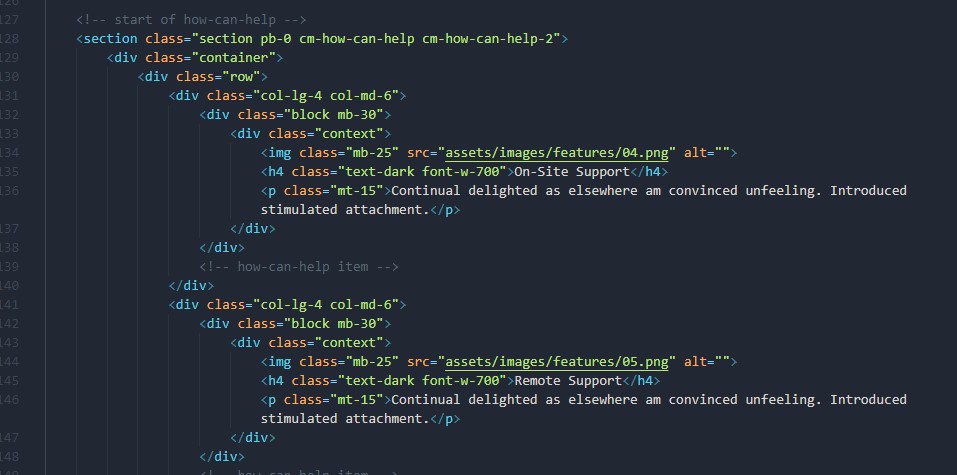 126
127 <!-- start of how-can-help -->
128 <section class="section pb-0 cm-how-can-help cm-how-can-help-2">
129 <div class="container">
130 <div class="row">
131 <div class="col-lg-4 col-md-6">
132 <div class="block mb-30">
133 <div class="context">
134 <img class="mb-25" src="assets/images/features/04.png" alt="">
135 <h4 class="text-dark font-w-700">On-Site Support</h4>
136 <p class="mt-15">Continual delighted as elsewhere am convinced unfeeling. Introduced
stimulated attachment.</p>
137 </div>
138 </div>
139 <!-- how-can-help item -->
140 </div>
141 <div class="col-lg-4 col-md-6">
142 <div class="block mb-30">
143 <div class="context">
144 <img class="mb-25" src="assets/images/features/05.png" alt="">
145 <h4 class="text-dark font-w-700">Remote Support</h4>
146 <p class="mt-15">Continual delighted as elsewhere am convinced unfeeling. Introduced
stimulated attachment.</p>
147 </div>
148 </div>
149 <!-- how-can-help item -->